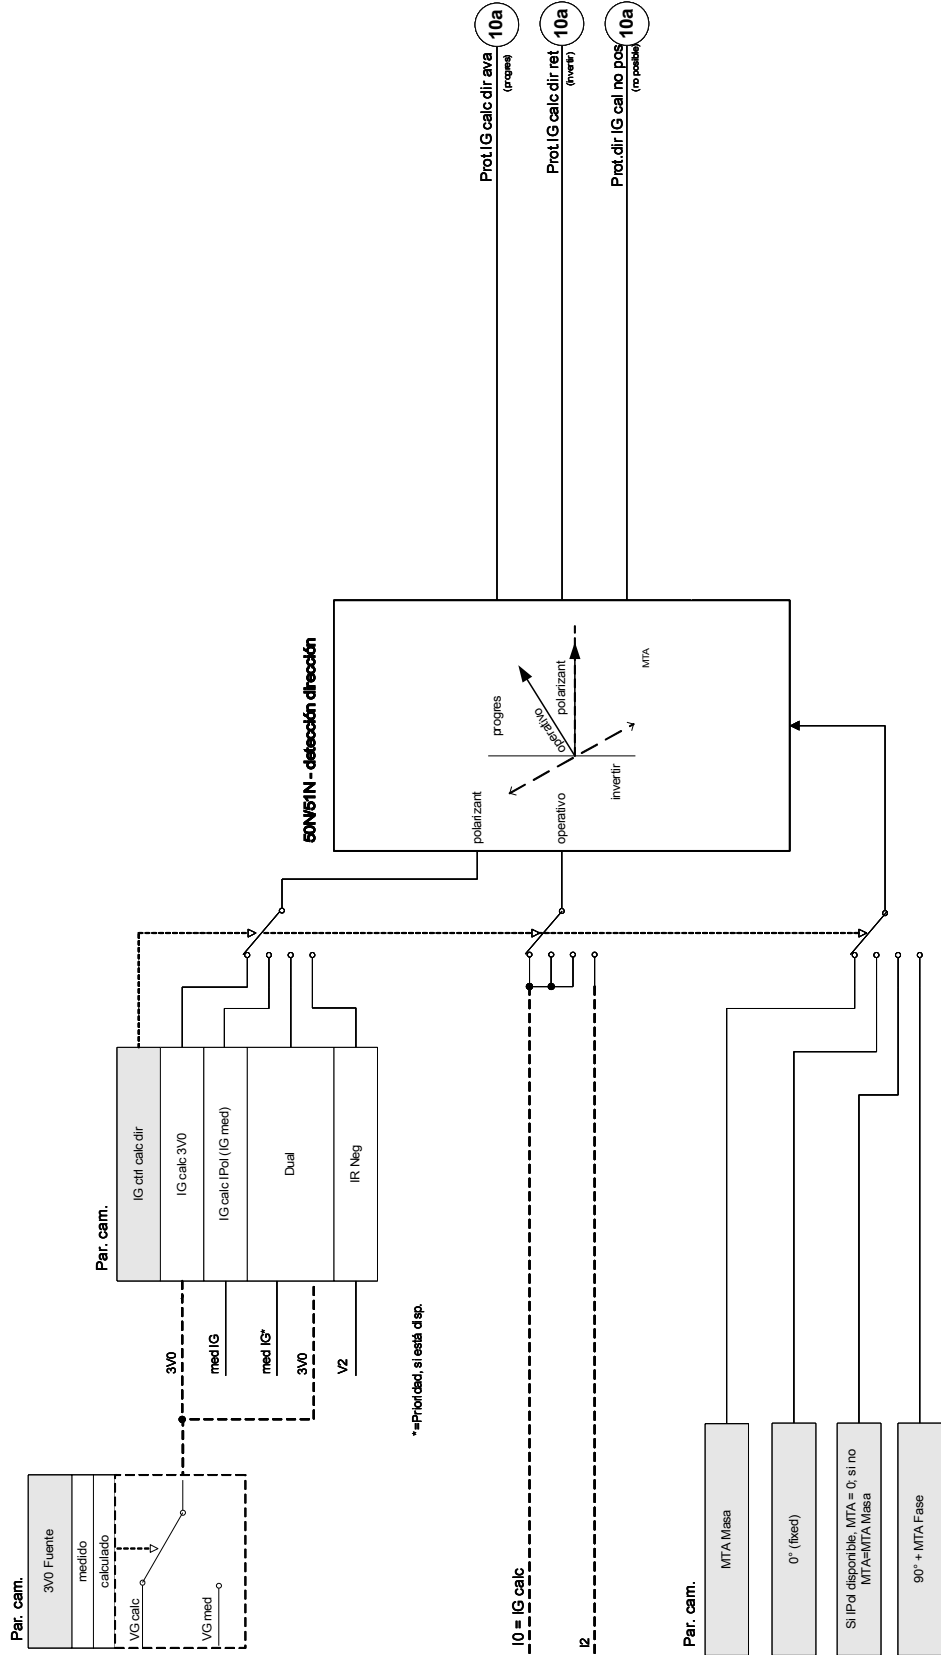 Par. cam.
3V0 Fuente
medido
calculado
VG calc
VG med
Par. cam.
IG ctrl calc dir
IG calc 3V0
IG calc IPol (IG med)
Dual
IR Neg
3V0
med IG
med IG*
3V0
V2
*=Prioridad, si está disp.
I0 = IG calc
I2
Par. cam.
MTA Masa
0° (fixed)
Si IPol disponible, MTA = 0; si no
MTA=MTA Masa
90° + MTA Fase
50N/51N - detección dirección
polarizant
operativo
progres
operativo
polarizant
invertir
MTA
Prot.IG calc dir ava
(progres)
10a
Prot.IG calc dir ret
(invertir)
10a
Prot.dir IG cal no pos
(no posible)
10a